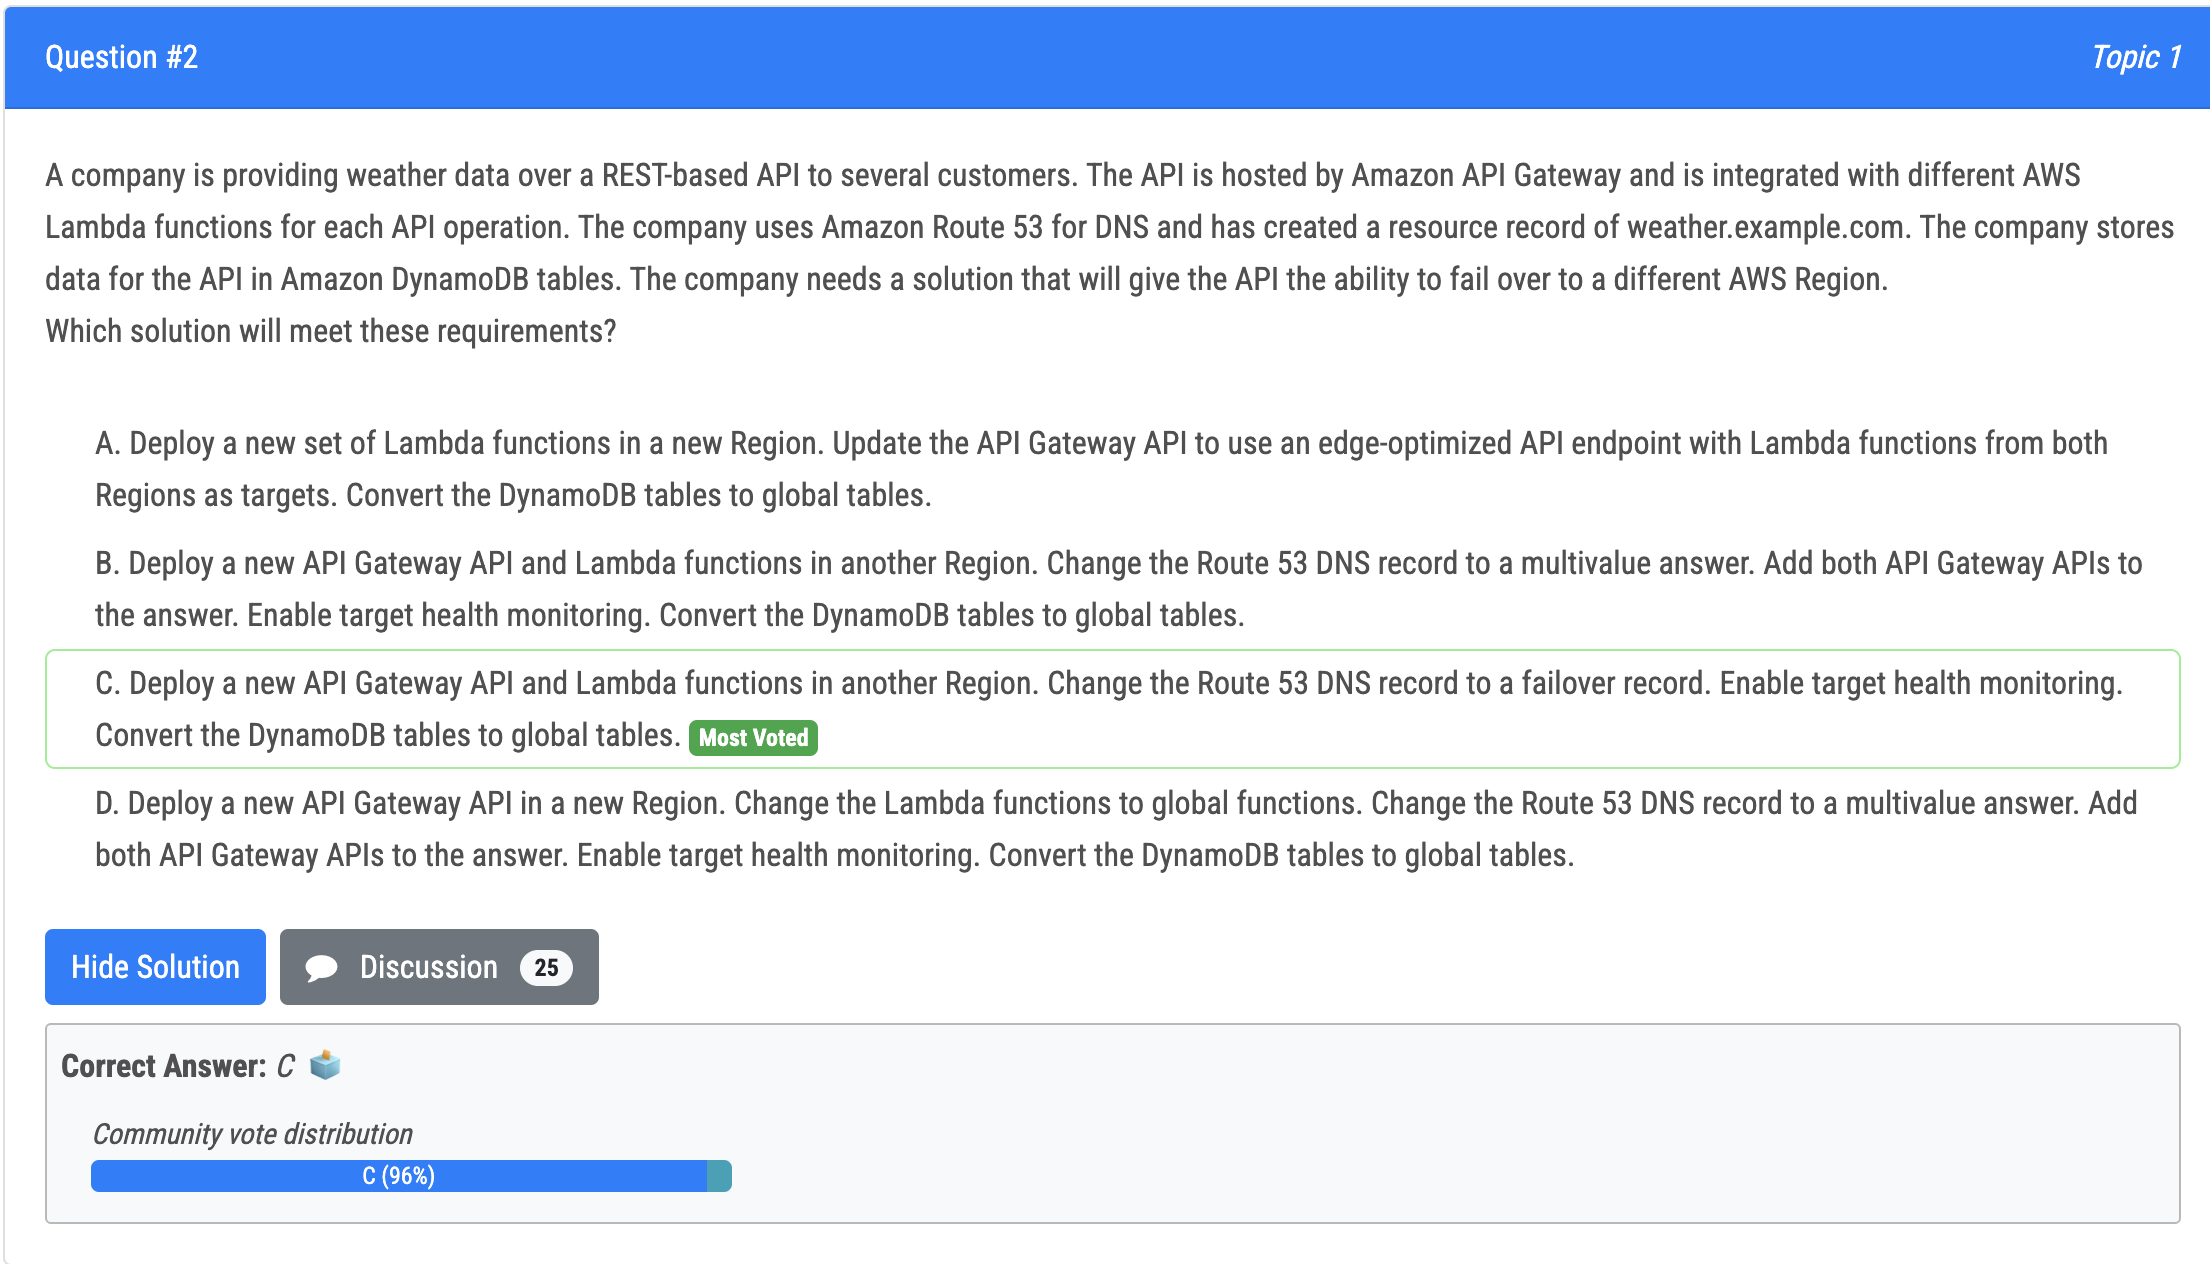 Question #2
Topic 1
A company is providing weather data over a REST-based API to several customers. The API is hosted by Amazon API Gateway and is integrated with different AWS
Lambda functions for each API operation. The company uses Amazon Route 53 for DNS and has created a resource record of weather.example.com. The company stores
data for the API in Amazon DynamoDB tables. The company needs a solution that will give the API the ability to fail over to a different AWS Region.
Which solution will meet these requirements?
A. Deploy a new set of Lambda functions in a new Region. Update the API Gateway API to use an edge-optimized API endpoint with Lambda functions from both
Regions as targets. Convert the DynamoDB tables to global tables.
B. Deploy a new API Gateway API and Lambda functions in another Region. Change the Route 53 DNS record to a multivalue answer. Add both API Gateway APIs to
the answer. Enable target health monitoring. Convert the DynamoDB tables to global tables.
C. Deploy a new API Gateway API and Lambda functions in another Region. Change the Route 53 DNS record to a failover record. Enable target health monitoring.
Convert the DynamoDB tables to global tables. Most Voted
D. Deploy a new API Gateway API in a new Region. Change the Lambda functions to global functions. Change the Route 53 DNS record to a multivalue answer. Add
both API Gateway APIs to the answer. Enable target health monitoring. Convert the DynamoDB tables to global tables.
Hide Solution
Discussion 25
Correct Answer: C
Community vote distribution
C (96%)